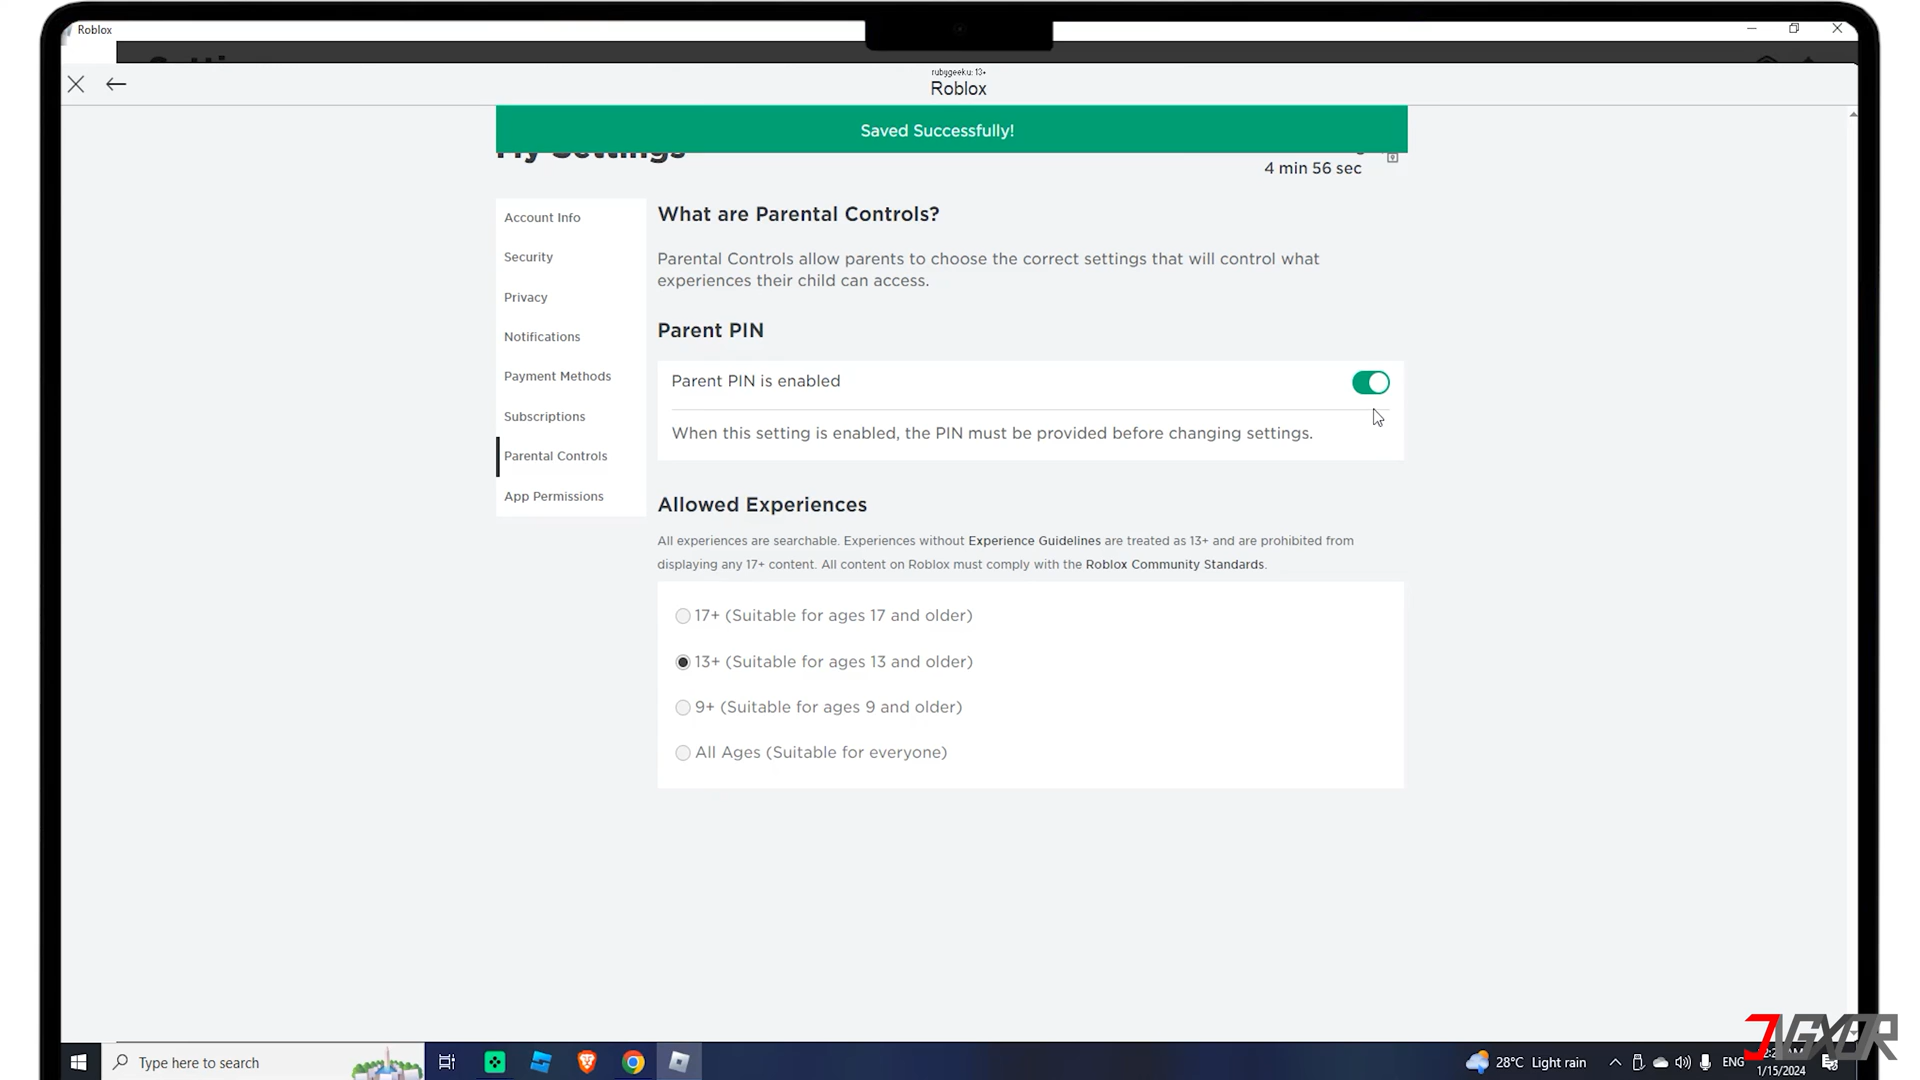 Roblox
rubygeeku: 13+
Roblox
Saved Successfully!
My Settings
4 min 56 sec
Account Info
Security
Privacy
Notifications
Payment Methods
Subscriptions
Parental Controls
App Permissions
What are Parental Controls?
Parental Controls allow parents to choose the correct settings that will control what
experiences their child can access.
Parent PIN
Parent PIN is enabled
When this setting is enabled, the PIN must be provided before changing settings.
Allowed Experiences
All experiences are searchable. Experiences without Experience Guidelines are treated as 13+ and are prohibited from
displaying any 17+ content. All content on Roblox must comply with the Roblox Community Standards.
17+ (Suitable for ages 17 and older)
13+ (Suitable for ages 13 and older)
9+ (Suitable for ages 9 and older)
All Ages (Suitable for everyone)
Type here to search
28°C Light rain
ENG
1/15/2024
JIGXOR